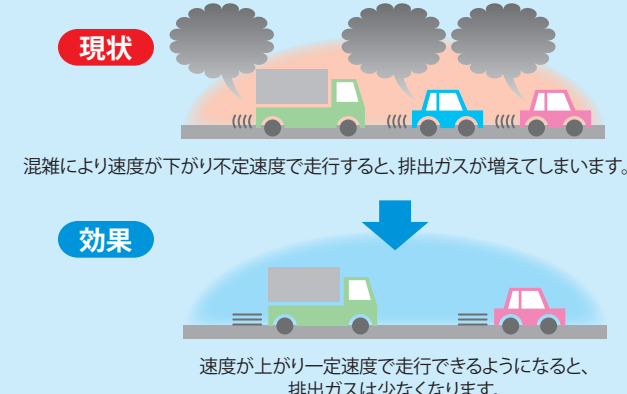 現状
混雑により速度が下がり不定速度で走行すると、排出ガスが増えてしまいます。
効果
速度が上がり一定速度で走行できるようになると、
排出ガスは少なくなります。